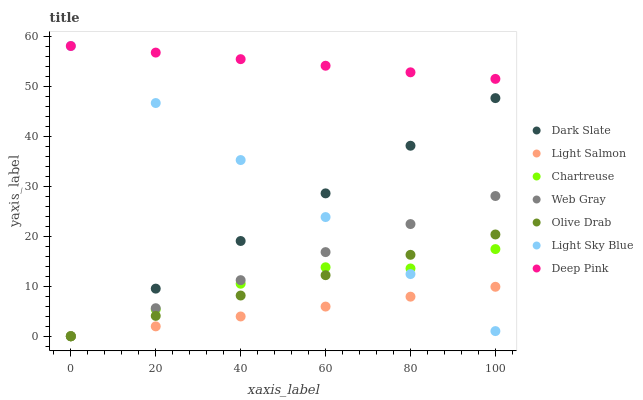 title
yaxis_label
60
50
40
30
20
10
0
0 20 40 60 80 100
xaxis_label
Dark Slate
Light Salmon
Chartreuse
Web Gray
Olive Drab
Light Sky Blue
Deep Pink